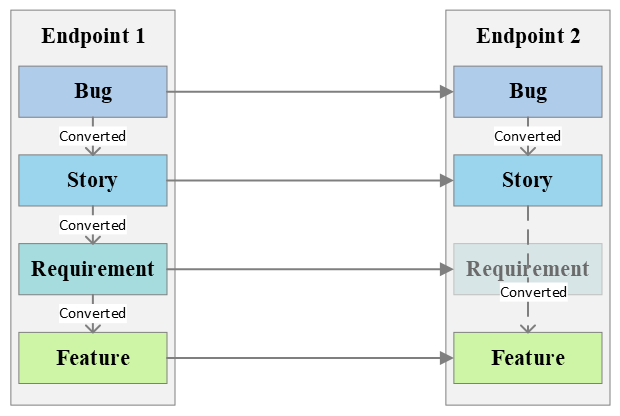 Endpoint 1
Bug
Converted
Story
Converted
Requirement
Converted
Feature
Endpoint 2
Bug
Converted
Story
Requirement
Converted
Feature